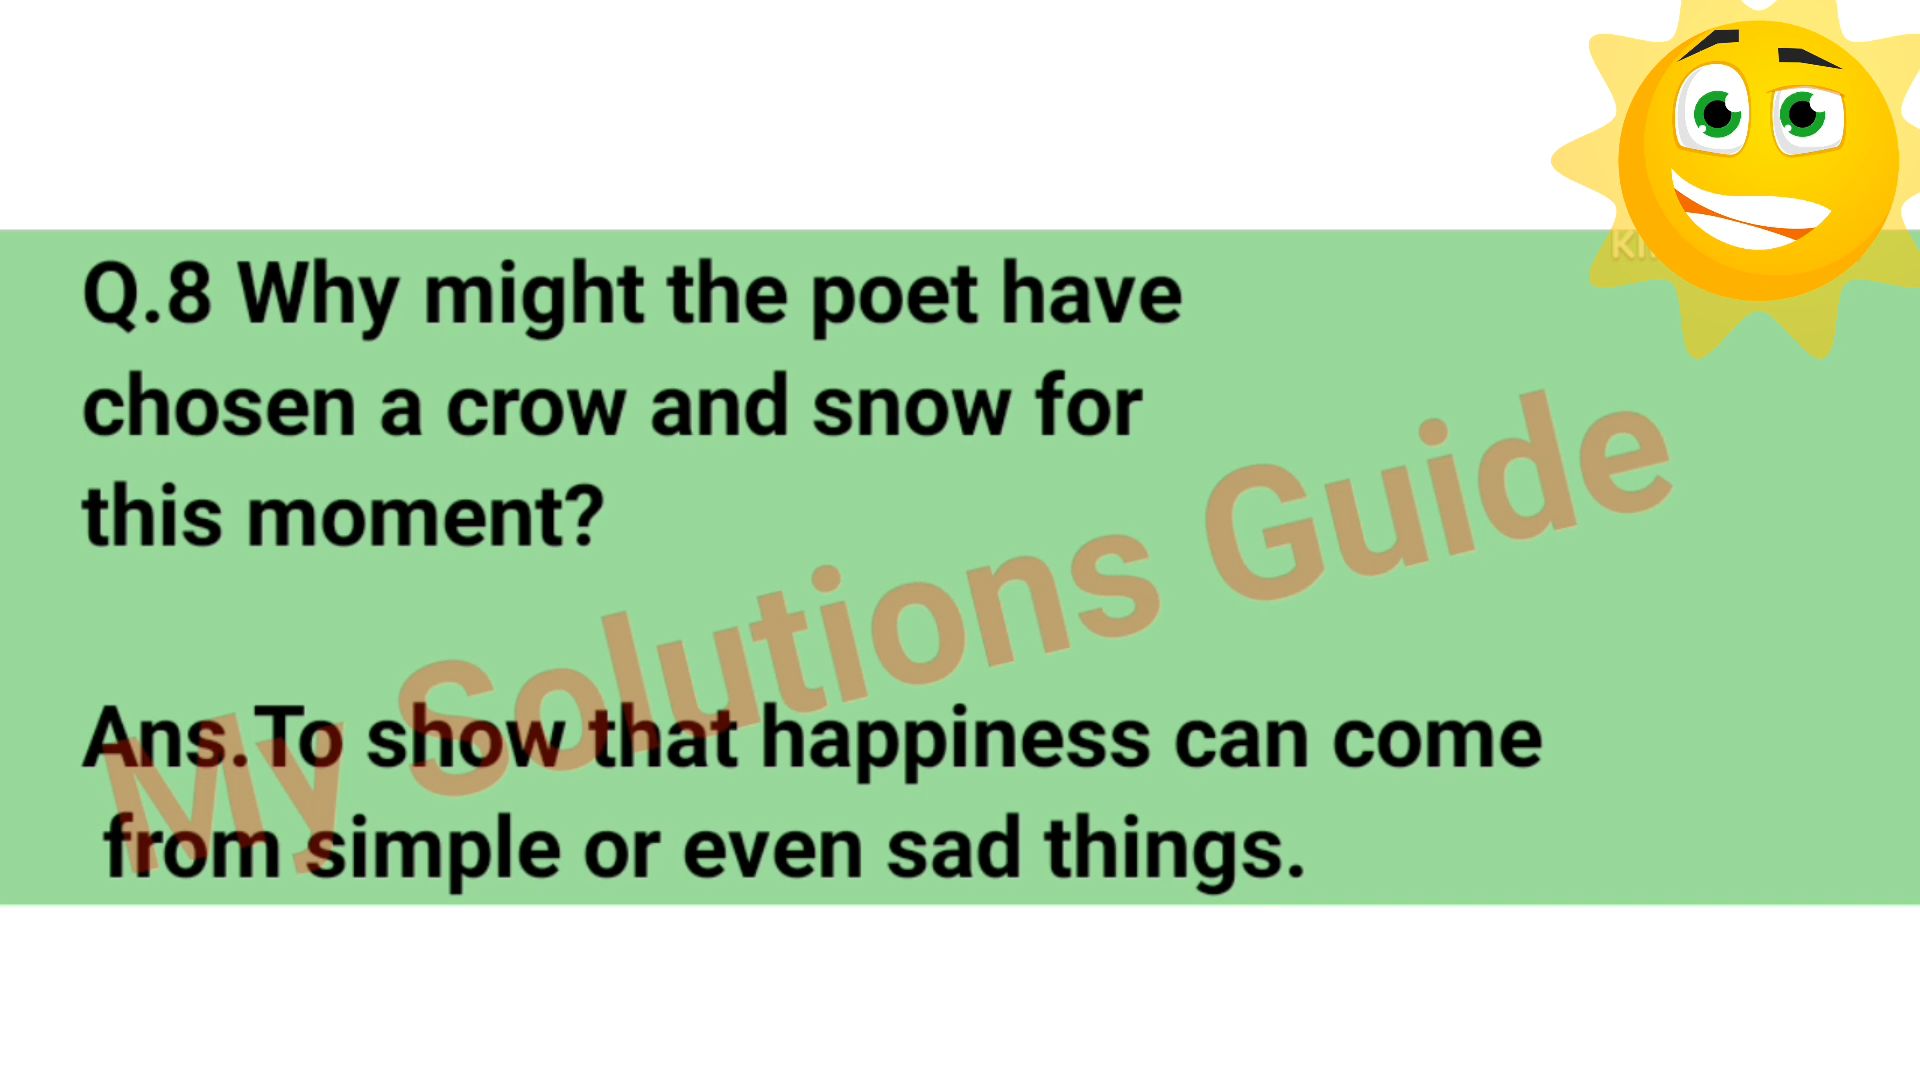 Q.8 Why might the poet have
chosen a crow and snow for
this moment?
My Solutions Guide
Ans.To show that happiness can come
from simple or even sad things.